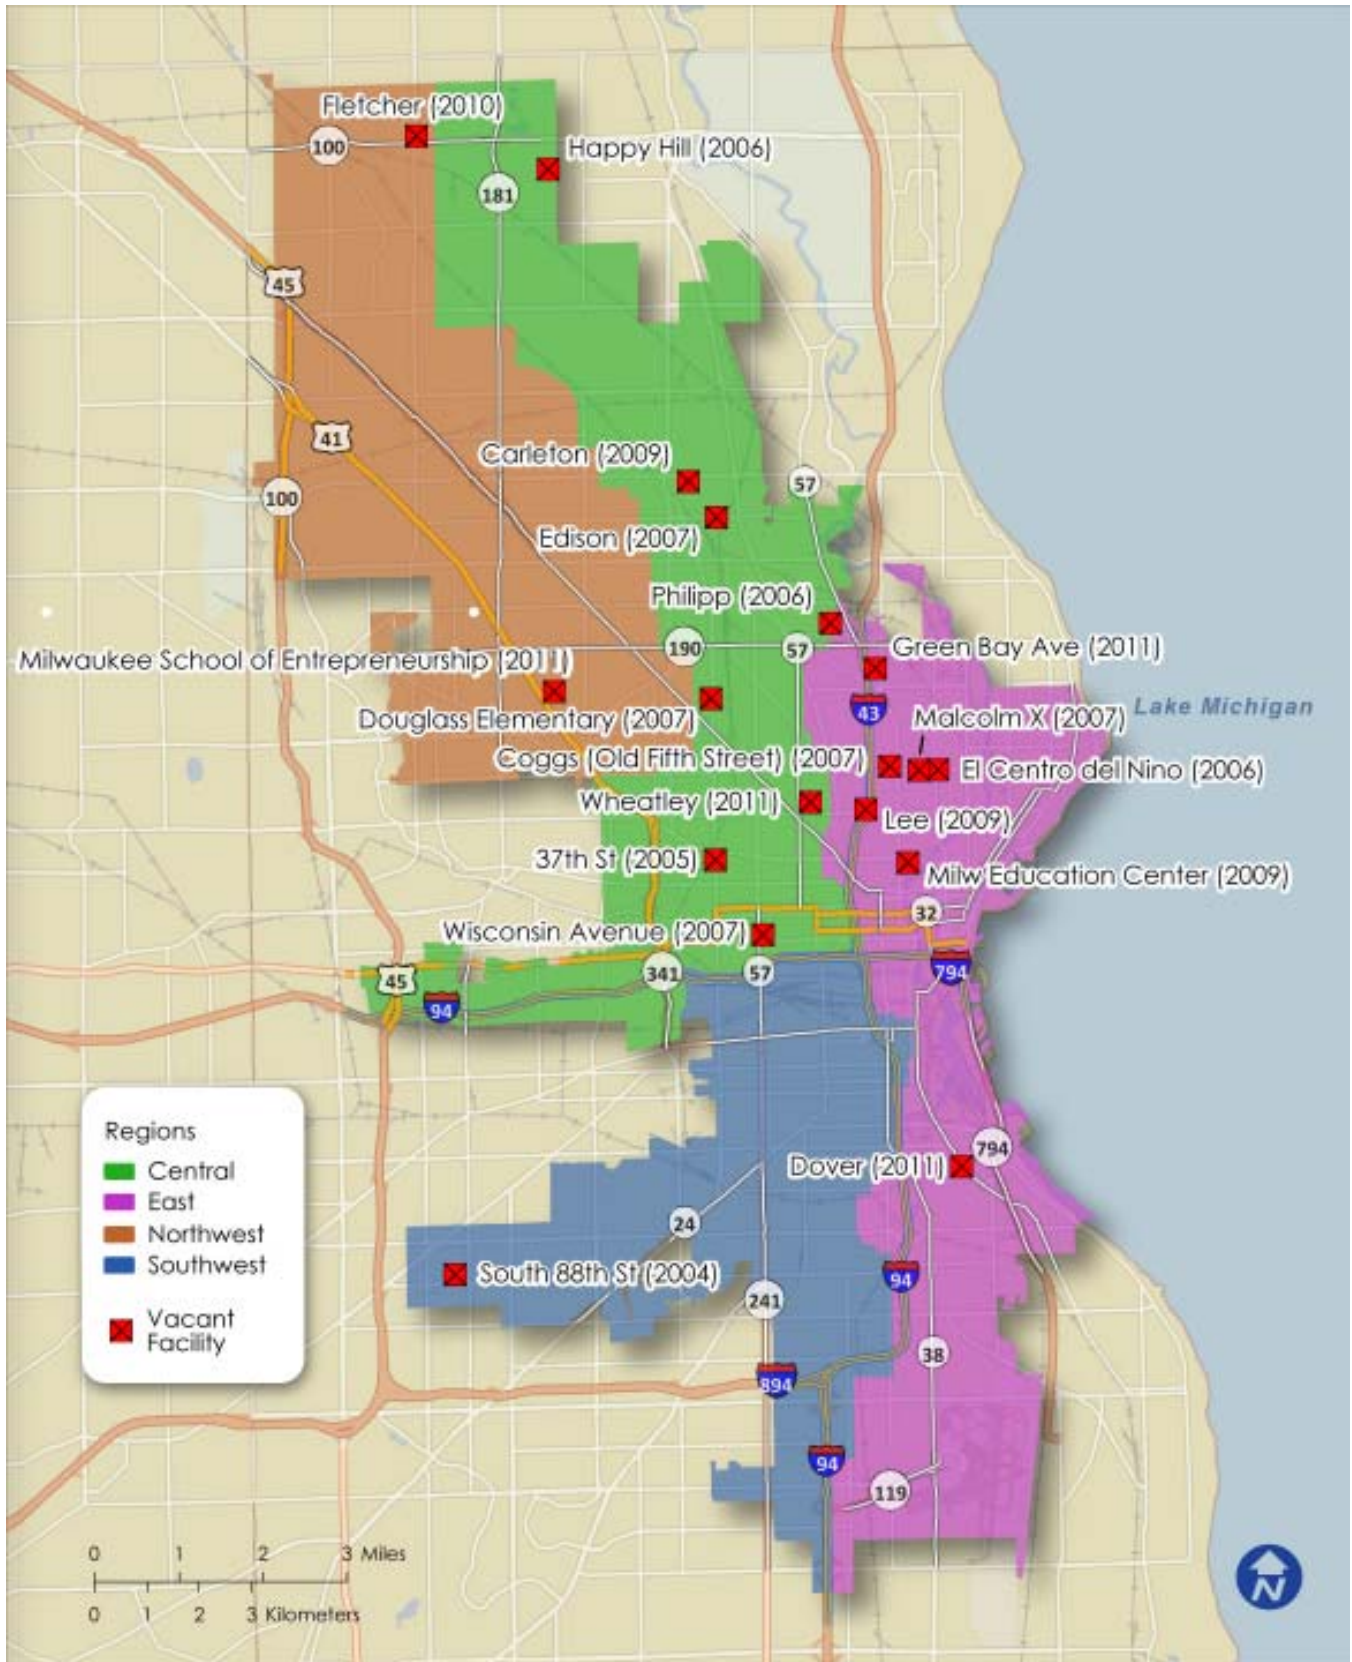 Fletcher (2010)
100
Happy Hill (2006)
181
45
41
Carleton (2009)
57
100
Edison (2007)
Philipp (2006)
190
57
Green Bay Ave (2011)
Milwaukee School of Entrepreneurship (2011)
43
Lake Michigan
Douglass Elementary (2007)
Malcolm X (2007)
Coggs (Old Fifth Street) (2007)
El Centro del Nino (2006)
Wheatley (2011)
Lee (2009)
37th St (2005)
Milw Education Center (2009)
32
Wisconsin Avenue (2007)
341
57
794
45
94
Regions
Central
East
Northwest
Southwest
Vacant
Facility
794
Dover (2011)
24
South 88th St (2004)
94
241
38
894
94
119
0 1 2 3 Miles
0 1 2 3 Kilometers
N